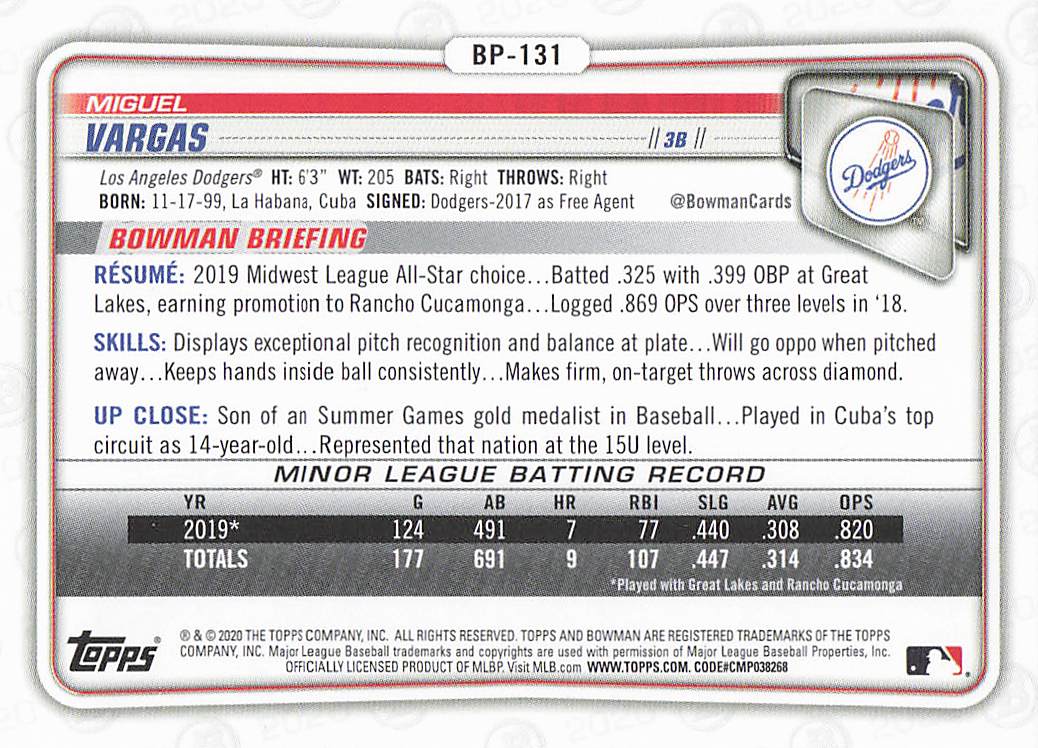 BP-131
MIGUEL
VARGAS // 3B //
Los Angeles Dodgers® HT: 6'3" WT: 205 BATS: Right THROWS: Right
BORN: 11-17-99, La Habana, Cuba SIGNED: Dodgers-2017 as Free Agent @BowmanCards
Dodgers
BOWMAN BRIEFING
RÉSUMÉ: 2019 Midwest League All-Star choice...Batted .325 with .399 OBP at Great
Lakes, earning promotion to Rancho Cucamonga...Logged .869 OPS over three levels in '18.
SKILLS: Displays exceptional pitch recognition and balance at plate...Will go oppo when pitched
away...Keeps hands inside ball consistently...Makes firm, on-target throws across diamond.
UP CLOSE: Son of an Summer Games gold medalist in Baseball...Played in Cuba's top
circuit as 14-year-old...Represented that nation at the 15U level.
MINOR LEAGUE BATTING RECORD
YR G AB HR RBI SLG AVG OPS
2019* 124 491 7 77 .440 .308 .820
TOTALS 177 691 9 107 .447 .314 .834
*Played with Great Lakes and Rancho Cucamonga
Topps®
® & © 2020 THE TOPPS COMPANY, INC. ALL RIGHTS RESERVED. TOPPS AND BOWMAN ARE REGISTERED TRADEMARKS OF THE TOPPS
COMPANY, INC. Major League Baseball trademarks and copyrights are used with permission of Major League Baseball Properties, Inc.
OFFICIALLY LICENSED PRODUCT OF MLBP. Visit MLB.com WWW.TOPPS.COM. CODE#CMP038268